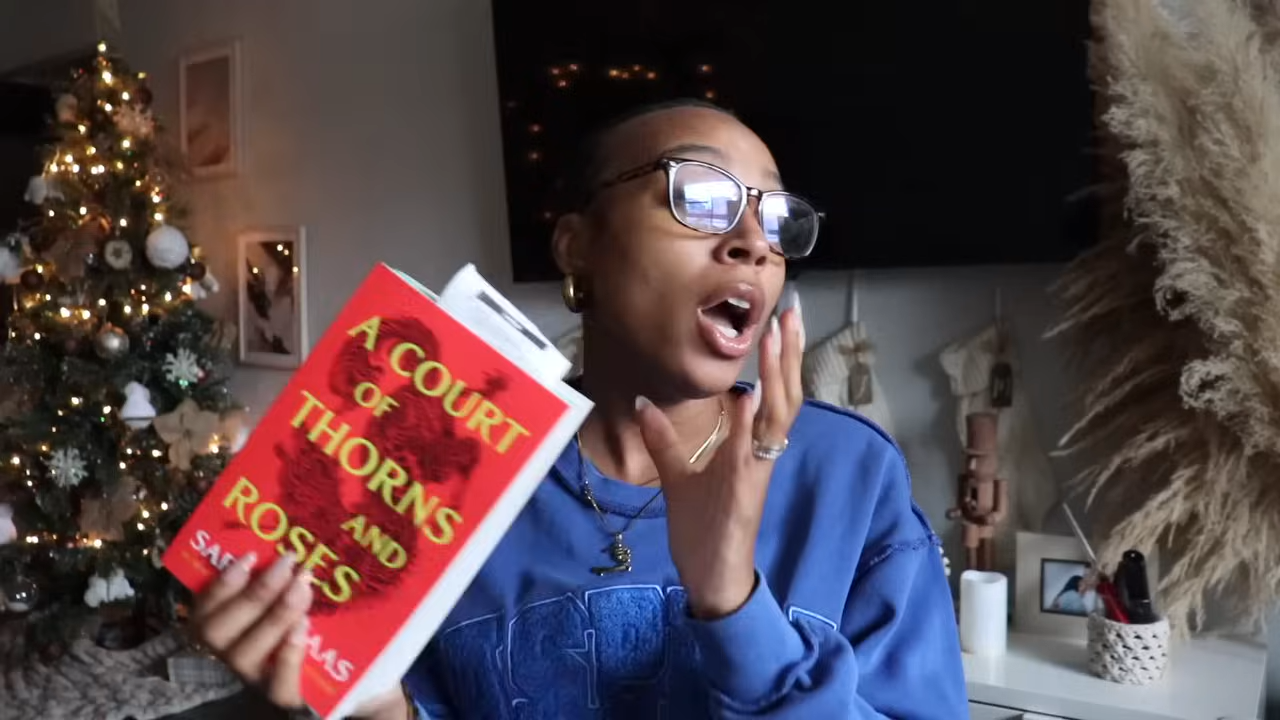 A COURT
OF
THORNS
AND
ROSES